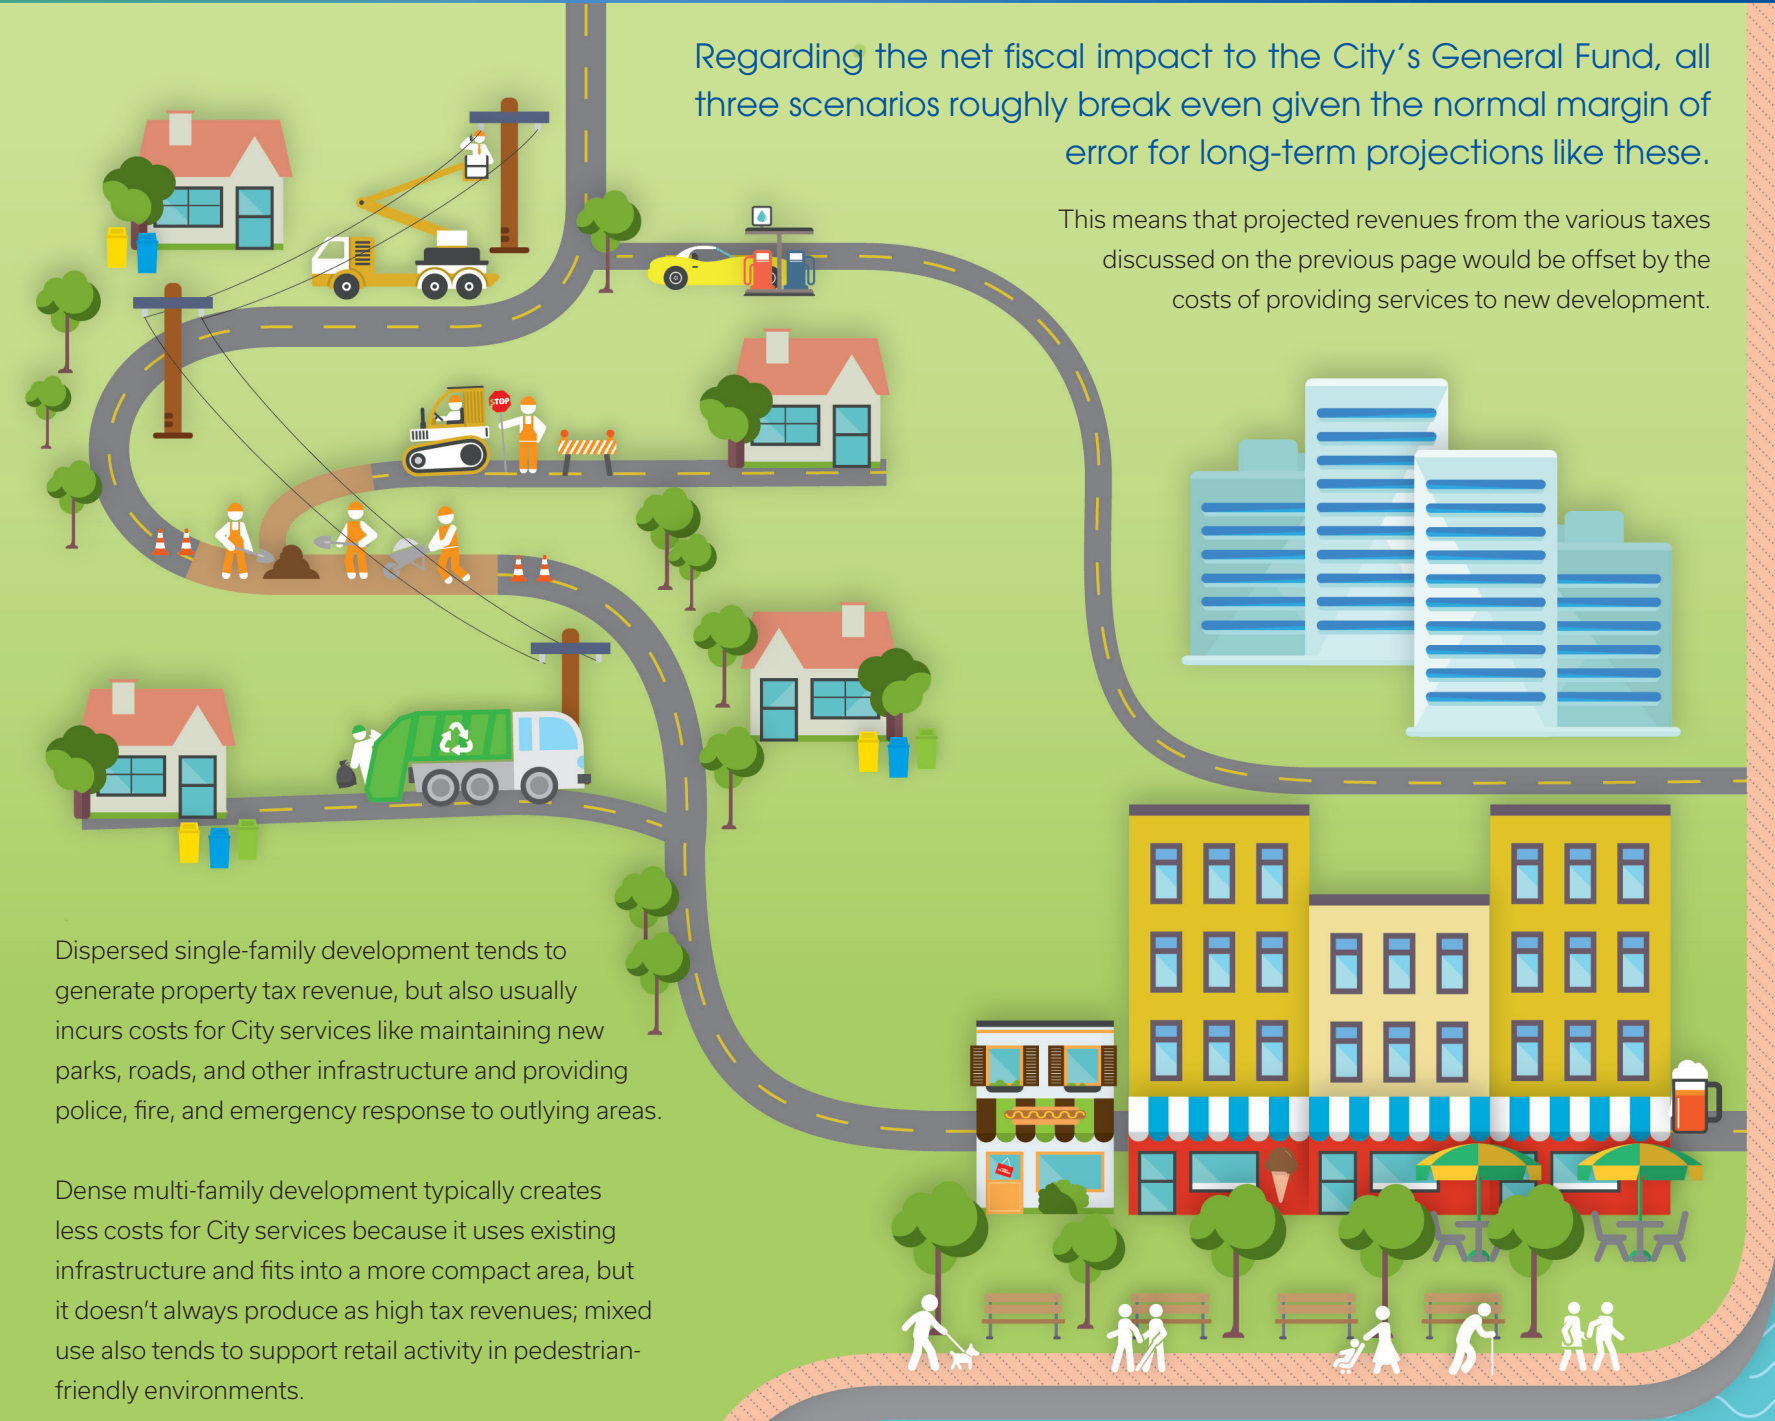 Regarding the net fiscal impact to the City's General Fund, all
three scenarios roughly break even given the normal margin of
error for long-term projections like these.
This means that projected revenues from the various taxes
discussed on the previous page would be offset by the
costs of providing services to new development.
STOP
Dispersed single-family development tends to
generate property tax revenue, but also usually
incurs costs for City services like maintaining new
parks, roads, and other infrastructure and providing
police, fire, and emergency response to outlying areas.
Dense multi-family development typically creates
less costs for City services because it uses existing
infrastructure and fits into a more compact area, but
it doesn't always produce as high tax revenues; mixed
use also tends to support retail activity in pedestrian-
friendly environments.